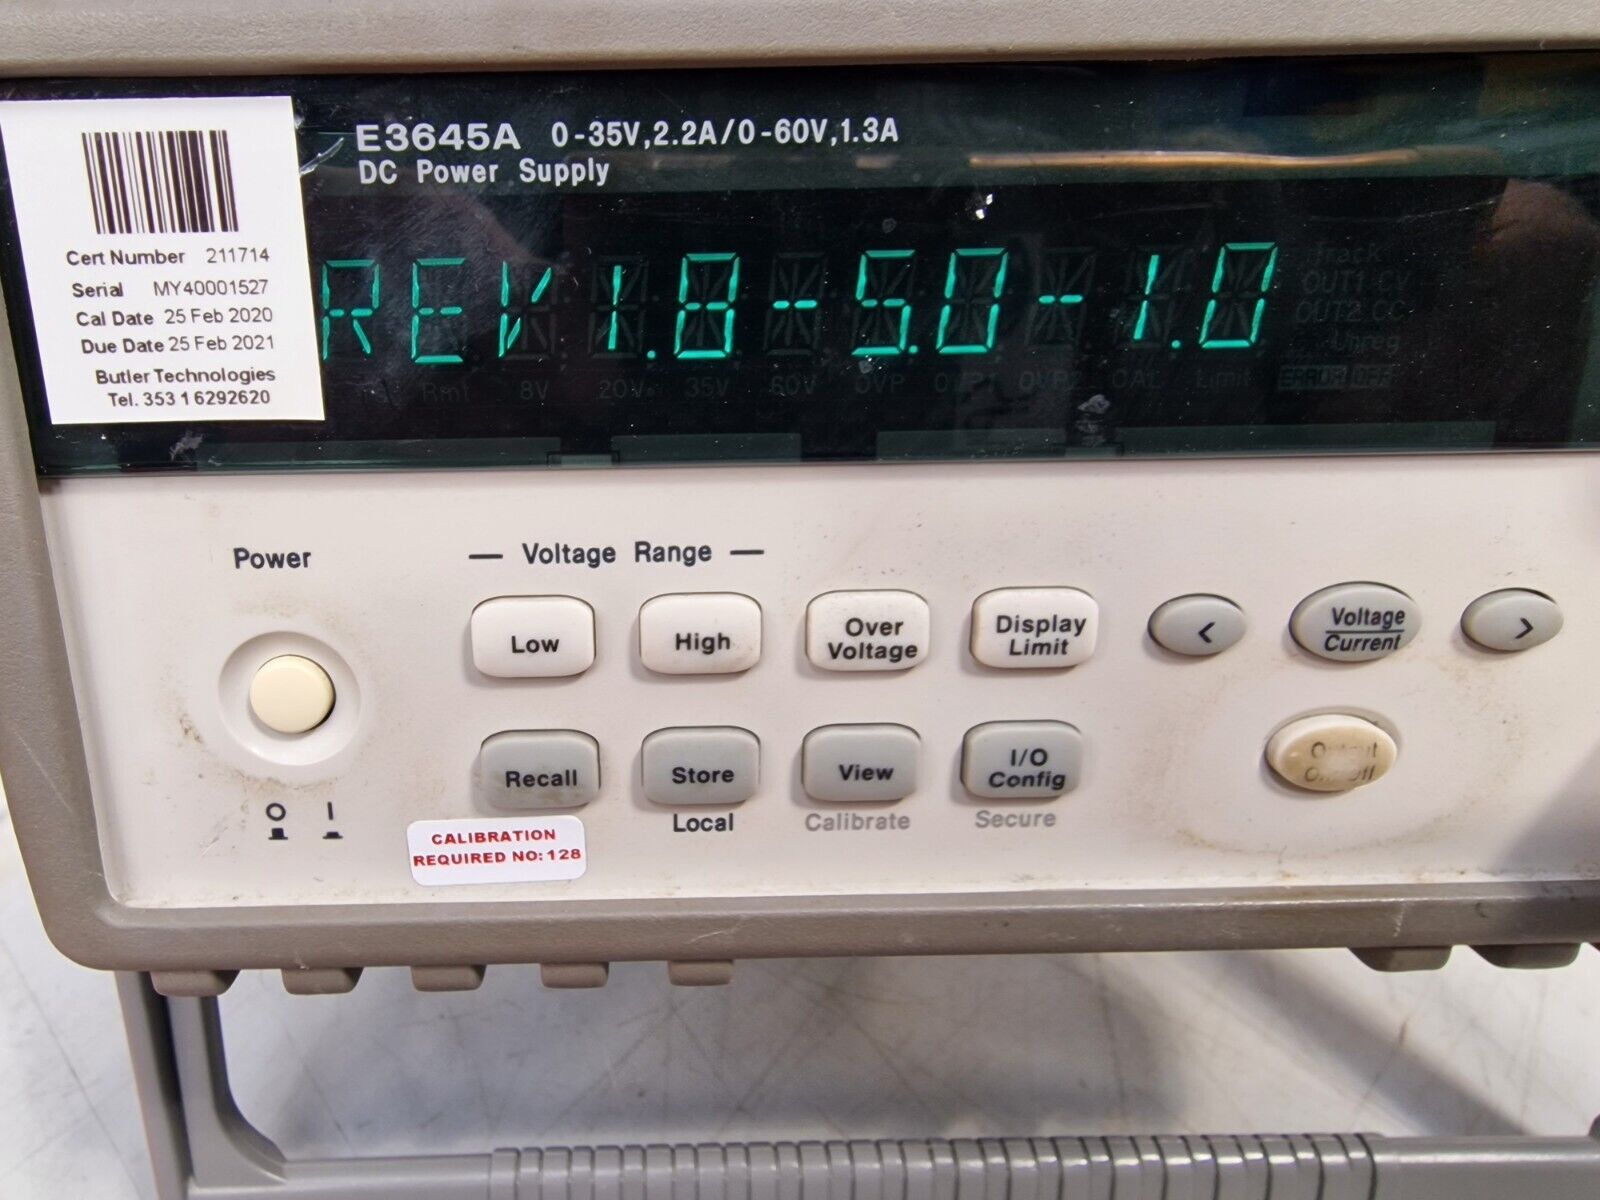 E3645A 0-35V,2.2A/0-60V,1.3A
DC Power Supply
Cert Number 211714
Serial MY40001527
Cal Date 25 Feb 2020
Due Date 25 Feb 2021
Butler Technologies
Tel. 353 1 6292620
REV 1.8-5.0-1.0
Track
OUT1 CV
OUT2 CC
Unreg
Rmt 8V 20V 35V 60V OVP OVP1 OVP2 CAL Limit ERROR OFF
Power
Voltage Range
Low High Over Voltage Display Limit < Voltage Current >
Recall Store View I/O Config Output On/Off
Local Calibrate Secure
O I
CALIBRATION
REQUIRED NO: 128